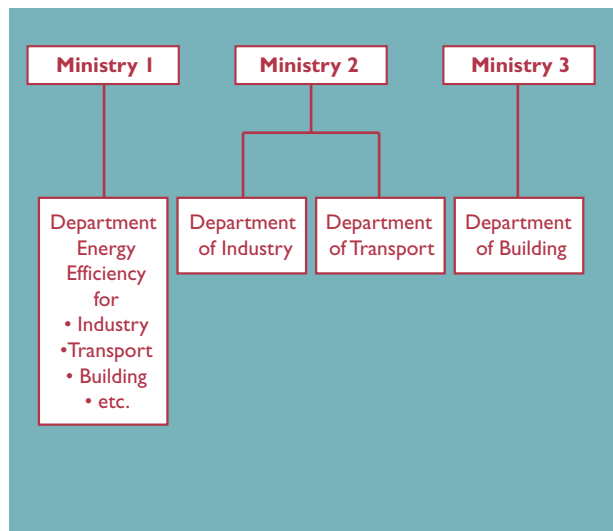 Ministry 1
Ministry 2
Ministry 3
Department
Energy
Efficiency
for
• Industry
•Transport
• Building
• etc.
Department
of Industry
Department
of Transport
Department
of Building